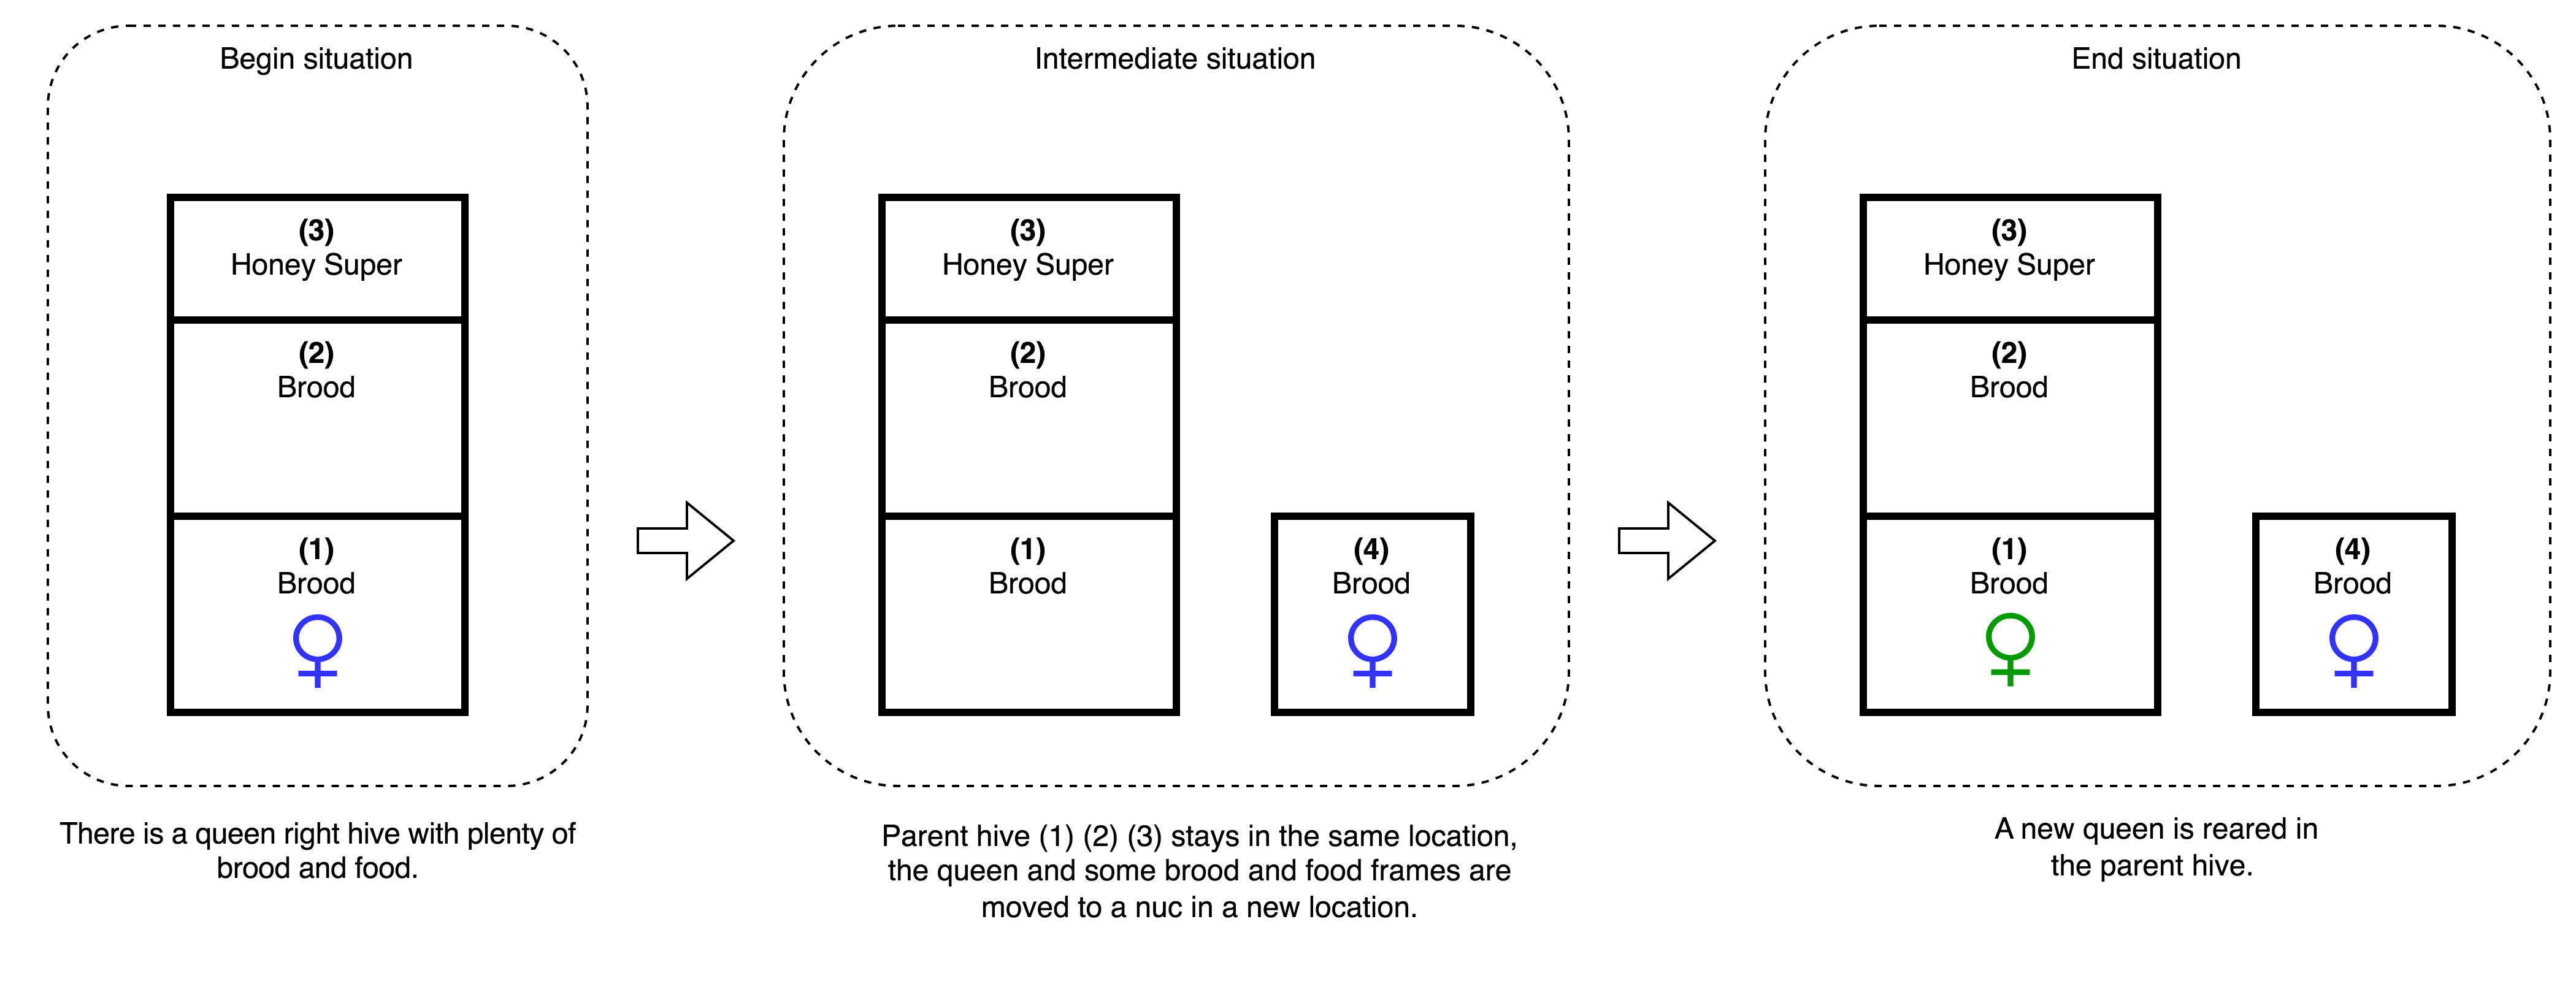 Begin situation
(3)
Honey Super
(2)
Brood
(1)
Brood
There is a queen right hive with plenty of
brood and food.
Intermediate situation
(3)
Honey Super
(2)
Brood
(1)
Brood
(4)
Brood
Parent hive (1) (2) (3) stays in the same location,
the queen and some brood and food frames are
moved to a nuc in a new location.
End situation
(3)
Honey Super
(2)
Brood
(1)
Brood
(4)
Brood
A new queen is reared in
the parent hive.